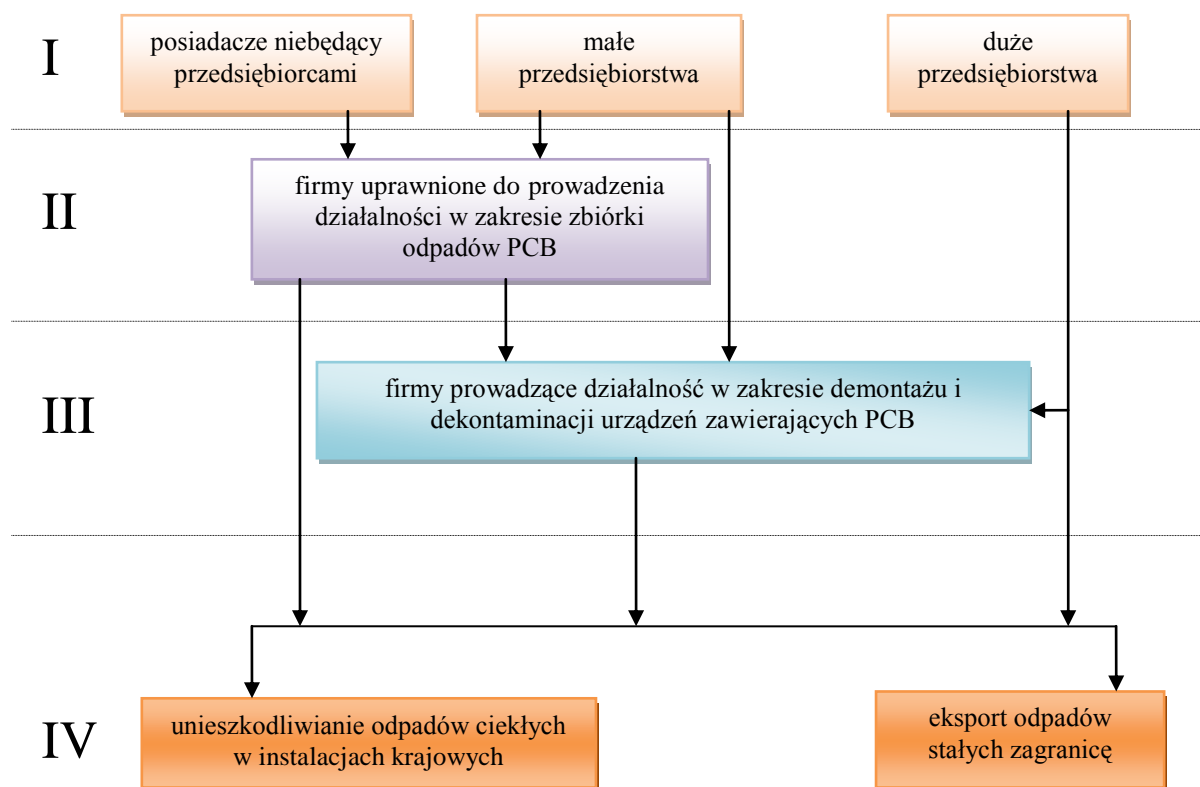 I
posiadacze niebędący
przedsiębiorcami
małe
przedsiębiorstwa
duże
przedsiębiorstwa
II
firmy uprawnione do prowadzenia
działalności w zakresie zbiórki
odpadów PCB
III
firmy prowadzące działalność w zakresie demontażu i
dekontaminacji urządzeń zawierających PCB
IV
unieszkodliwianie odpadów ciekłych
w instalacjach krajowych
eksport odpadów
stałych zagranicę